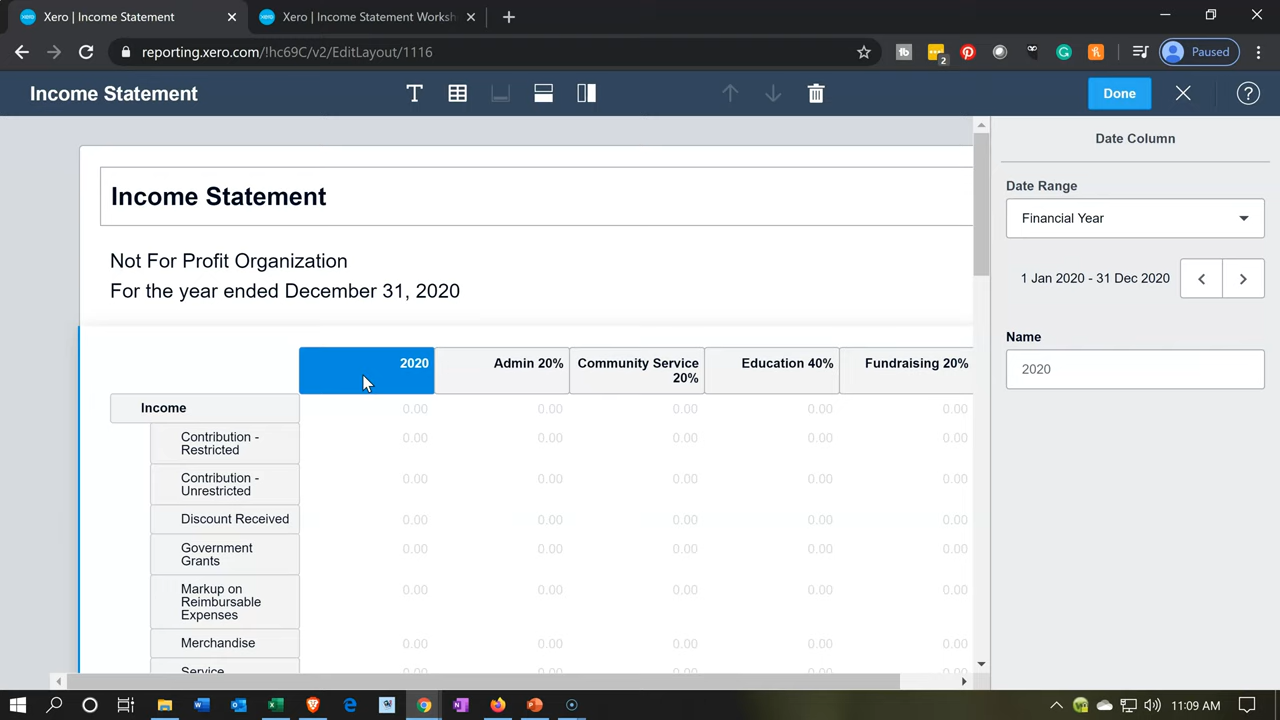 Xero | Income Statement
Xero | Income Statement Worksh
reporting.xero.com/!hc69C/v2/EditLayout/1116
2
Paused
Income Statement
T
Done
Date Column
Income Statement
Date Range
Financial Year
Not For Profit Organization
For the year ended December 31, 2020
1 Jan 2020 - 31 Dec 2020
Name
2020
2020
Admin 20%
Community Service
20%
Education 40%
Fundraising 20%
Income
0.00 0.00 0.00 0.00 0.00
Contribution -
Restricted
0.00 0.00 0.00 0.00 0.00
Contribution -
Unrestricted
0.00 0.00 0.00 0.00 0.00
Discount Received
0.00 0.00 0.00 0.00 0.00
Government
Grants
0.00 0.00 0.00 0.00 0.00
Markup on
Reimbursable
Expenses
0.00 0.00 0.00 0.00 0.00
Merchandise
0.00 0.00 0.00 0.00 0.00
Service
11:09 AM